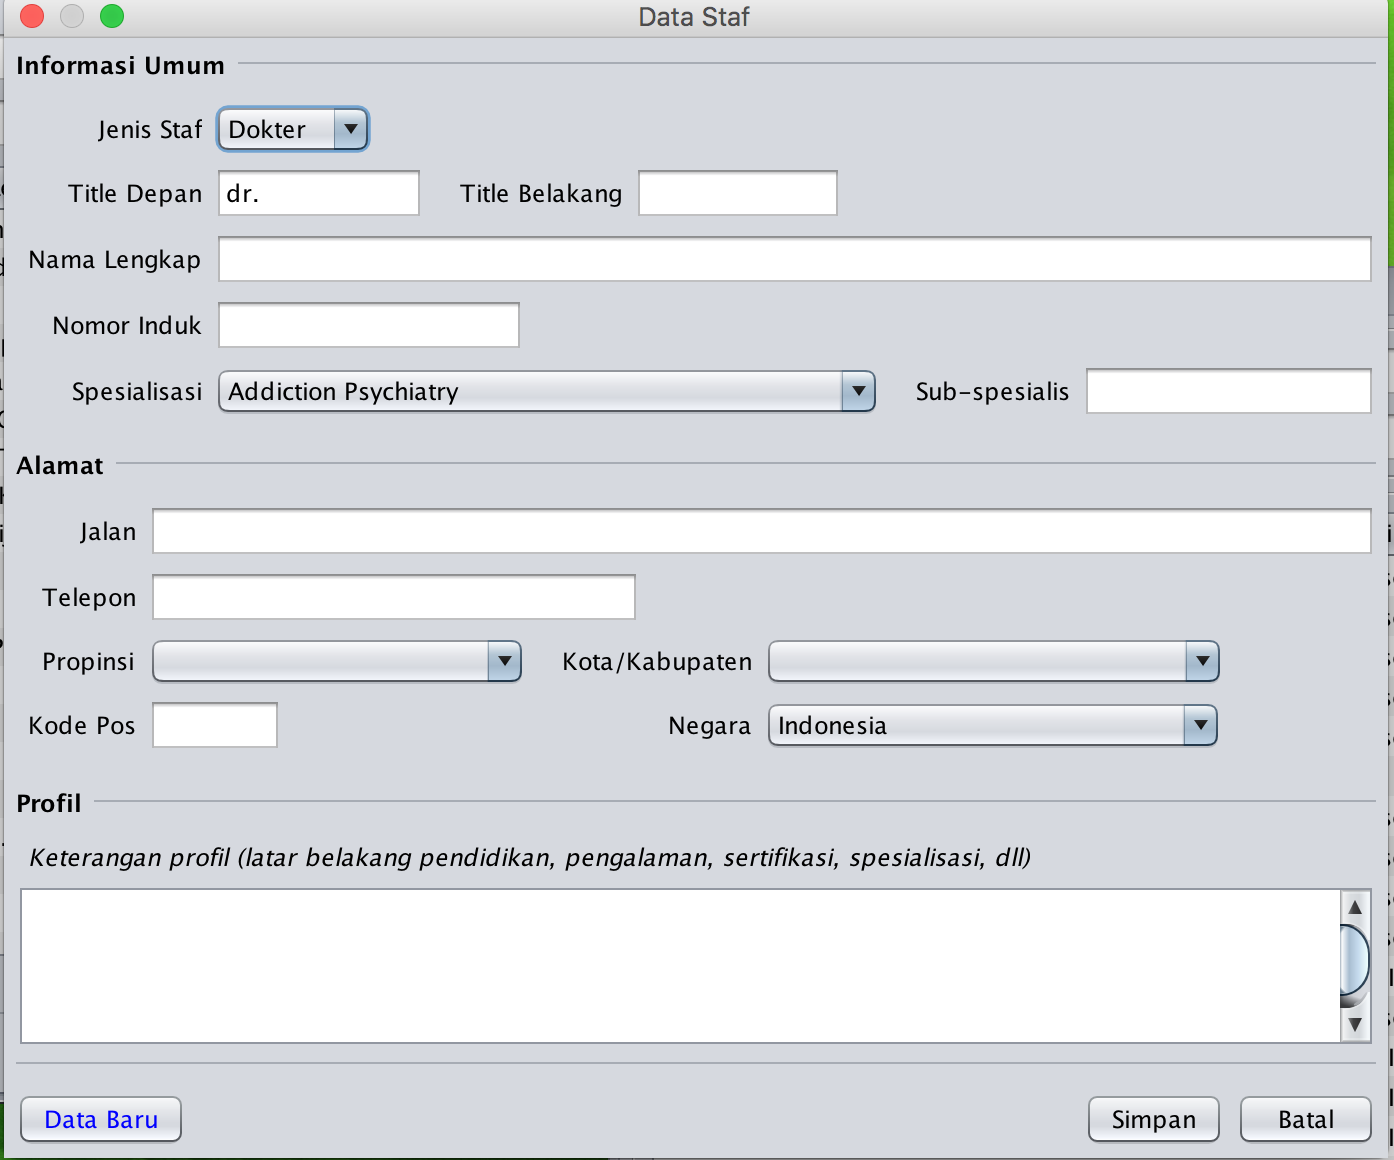 Data Staf
Informasi Umum
Jenis Staf Dokter
Title Depan dr. Title Belakang
Nama Lengkap
Nomor Induk
Spesialisasi Addiction Psychiatry Sub-spesialis
Alamat
Jalan
Telepon
Propinsi Kota/Kabupaten
Kode Pos Negara Indonesia
Profil
Keterangan profil (latar belakang pendidikan, pengalaman, sertifikasi, spesialisasi, dll)
Data Baru Simpan Batal